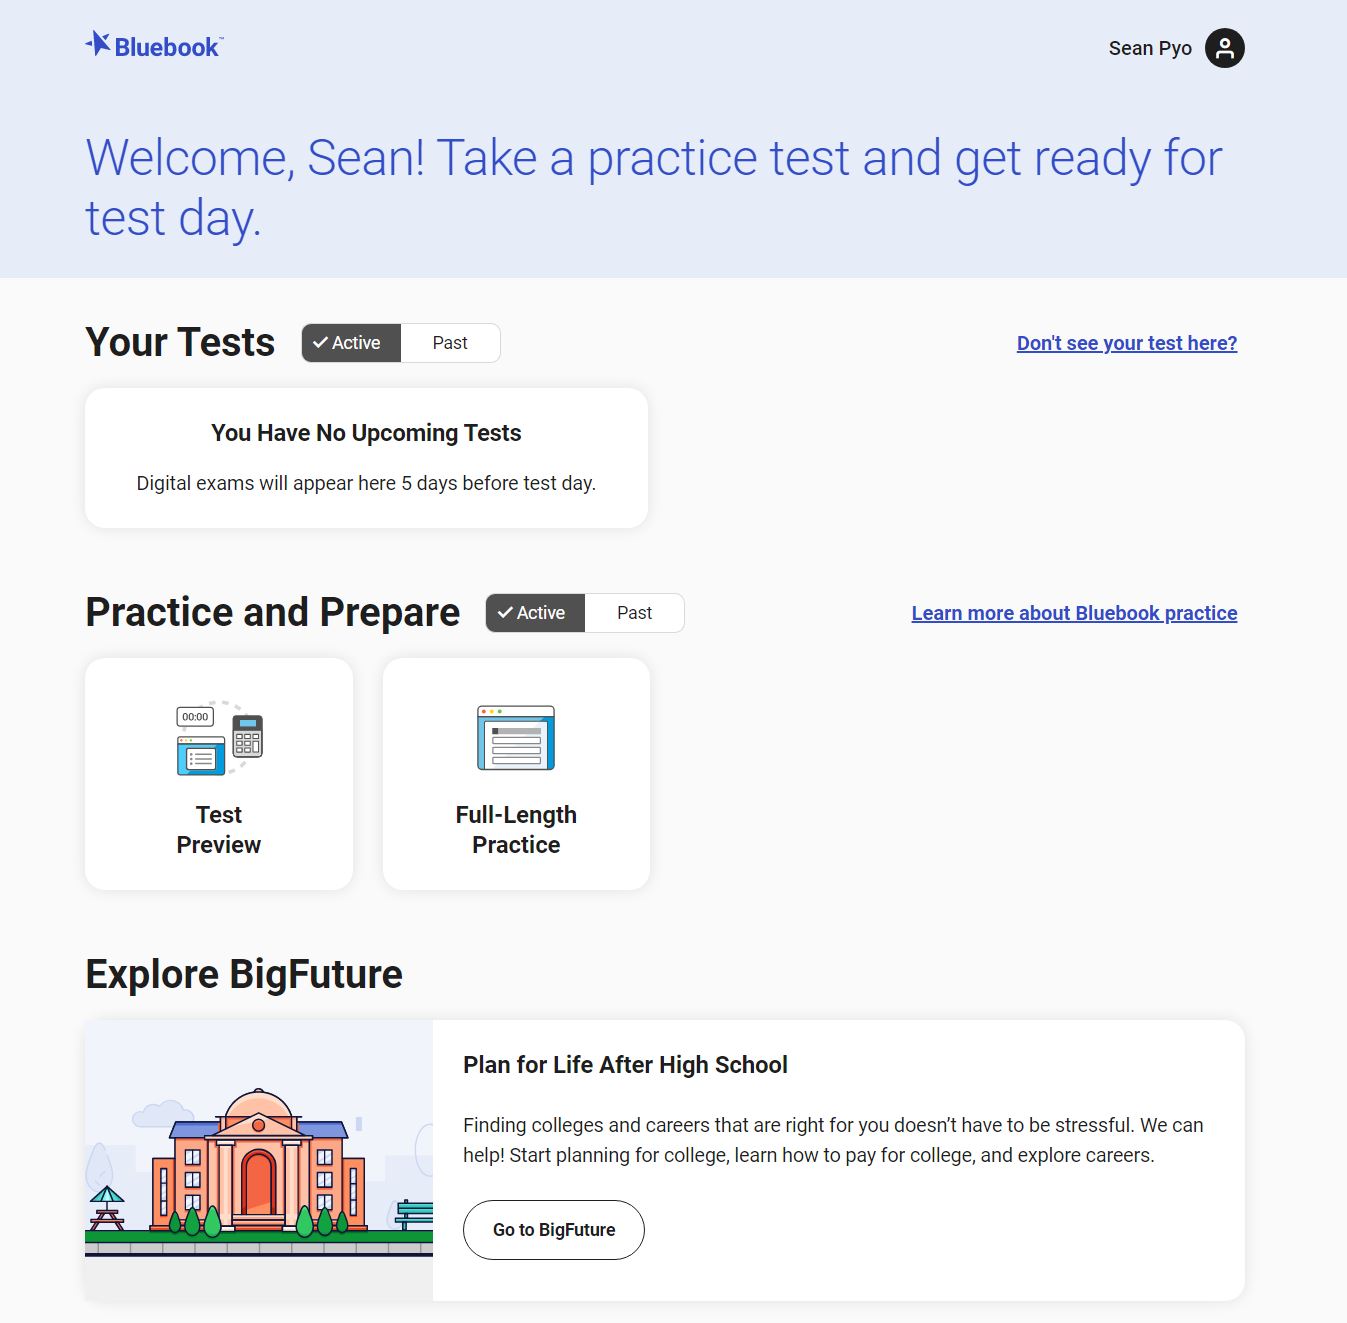 Bluebook™
Sean Pyo
Welcome, Sean! Take a practice test and get ready for
test day.
Your Tests
Active
Past
Don't see your test here?
You Have No Upcoming Tests
Digital exams will appear here 5 days before test day.
Practice and Prepare
Active
Past
Learn more about Bluebook practice
00:00
Test
Preview
Full-Length
Practice
Explore BigFuture
Plan for Life After High School
Finding colleges and careers that are right for you doesn’t have to be stressful. We can
help! Start planning for college, learn how to pay for college, and explore careers.
Go to BigFuture